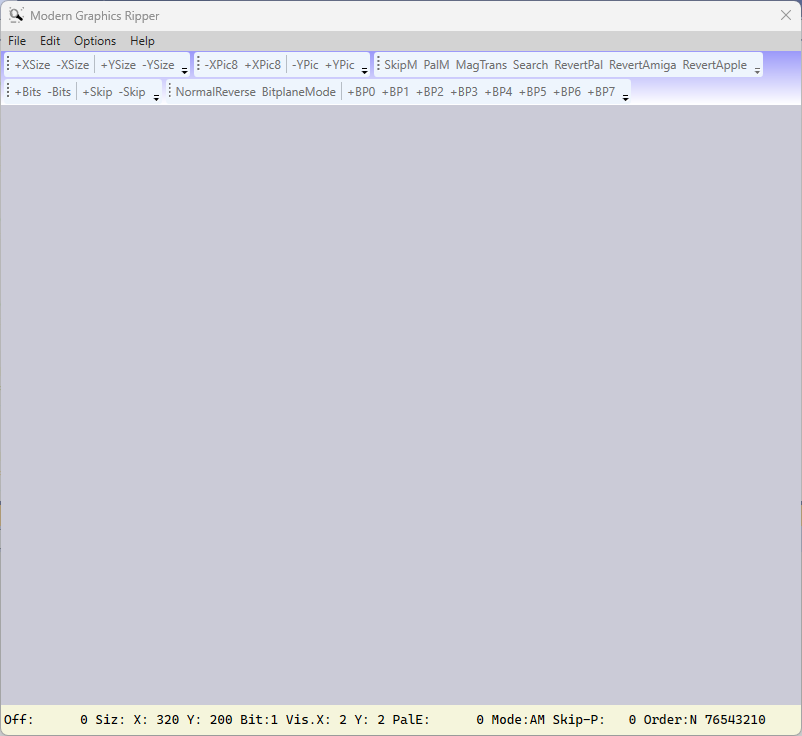 Modern Graphics Ripper
File Edit Options Help
+XSize -XSize +YSize -YSize -XPic8 +XPic8 -YPic +YPic SkipM PalM MagTrans Search RevertPal RevertAmiga RevertApple
+Bits -Bits +Skip -Skip NormalReverse BitplaneMode +BP0 +BP1 +BP2 +BP3 +BP4 +BP5 +BP6 +BP7
Off:      0 Siz: X: 320 Y: 200 Bit:1 Vis.X: 2 Y: 2 PalE:      0 Mode:AM Skip-P:   0 Order:N 76543210